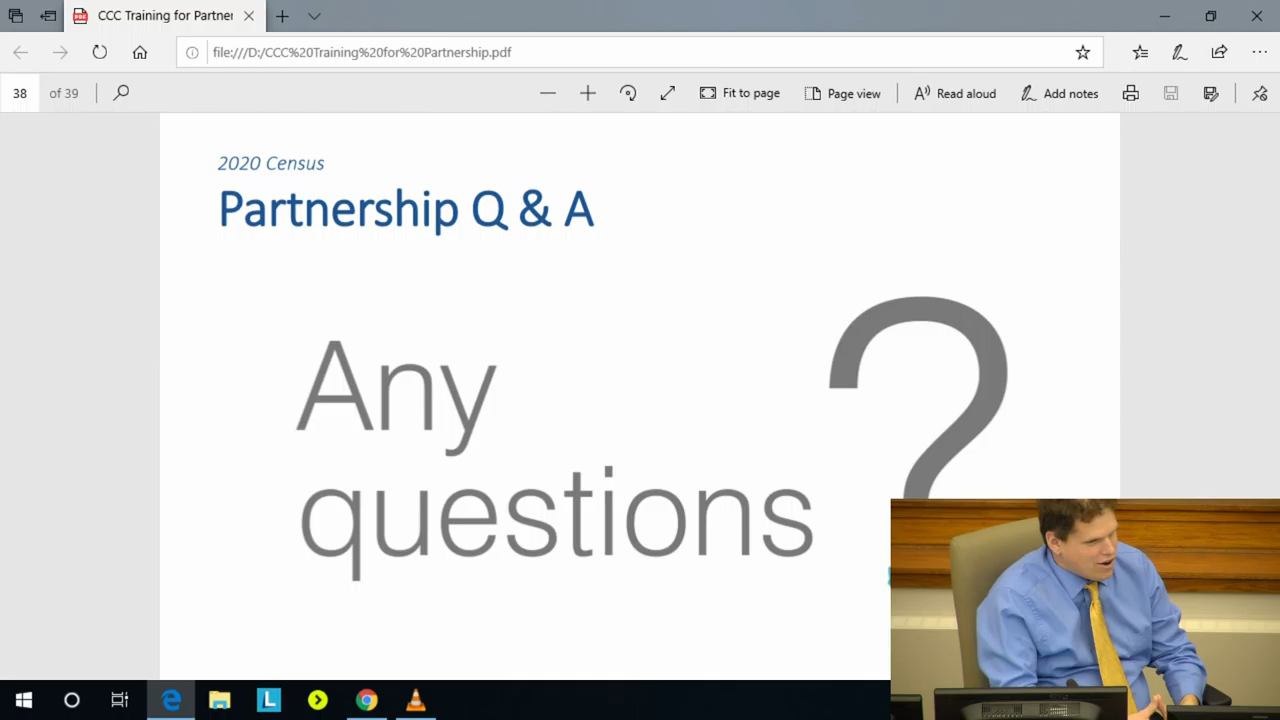 CCC Training for Partner
file:///D:/CCC%20Training%20for%20Partnership.pdf
38 of 39
Fit to page
Page view
Read aloud
Add notes
2020 Census
Partnership Q & A
Any
questions ?
L